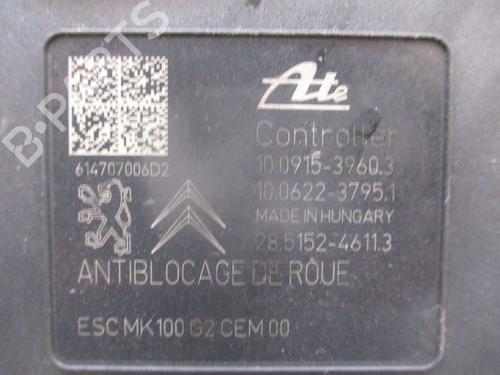 Ate
Controller
10.0915-3960.3
10.0622-3795.1
614707006D2
MADE IN HUNGARY
28.5152-4611.3
ANTIBLOCAGE DE ROUE
ESC MK100 G2 CEM 00
B-PARTS